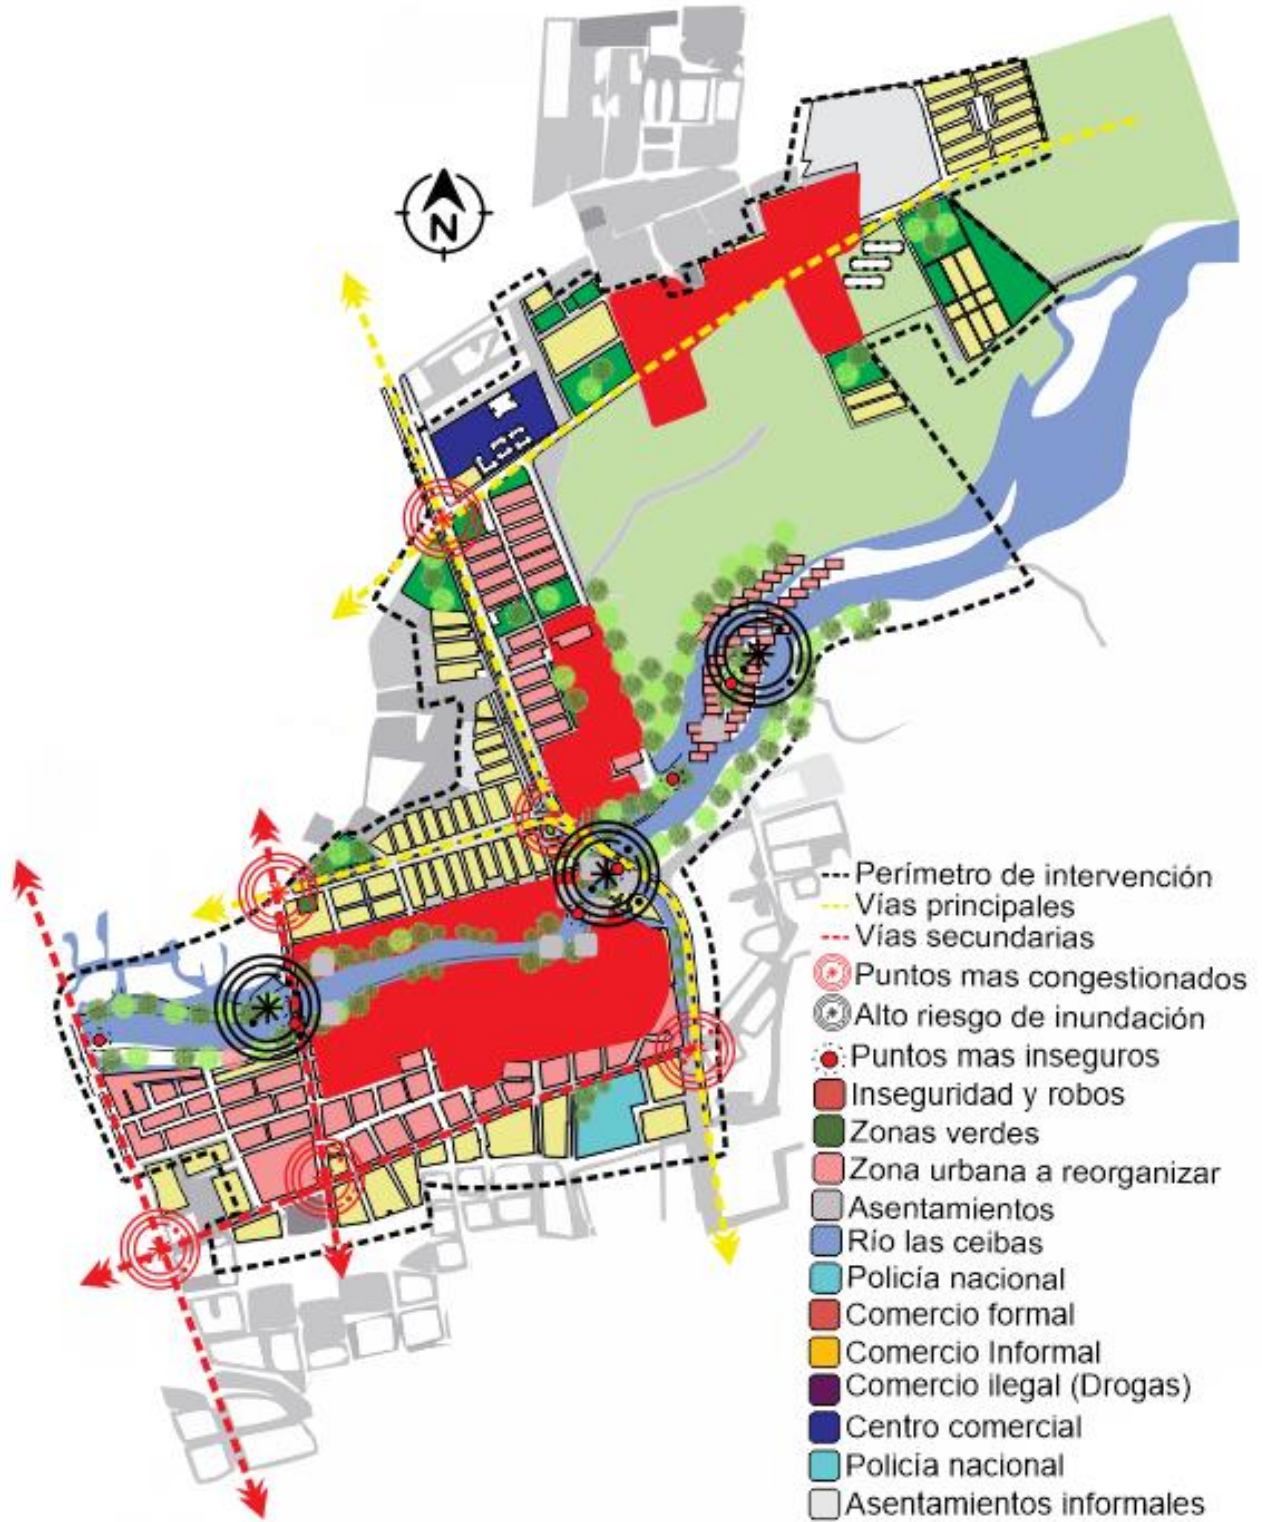 N
Perímetro de intervención
Vías principales
Vías secundarias
Puntos mas congestionados
Alto riesgo de inundación
Puntos mas inseguros
Inseguridad y robos
Zonas verdes
Zona urbana a reorganizar
Asentamientos
Río las ceibas
Policía nacional
Comercio formal
Comercio Informal
Comercio ilegal (Drogas)
Centro comercial
Policía nacional
Asentamientos informales